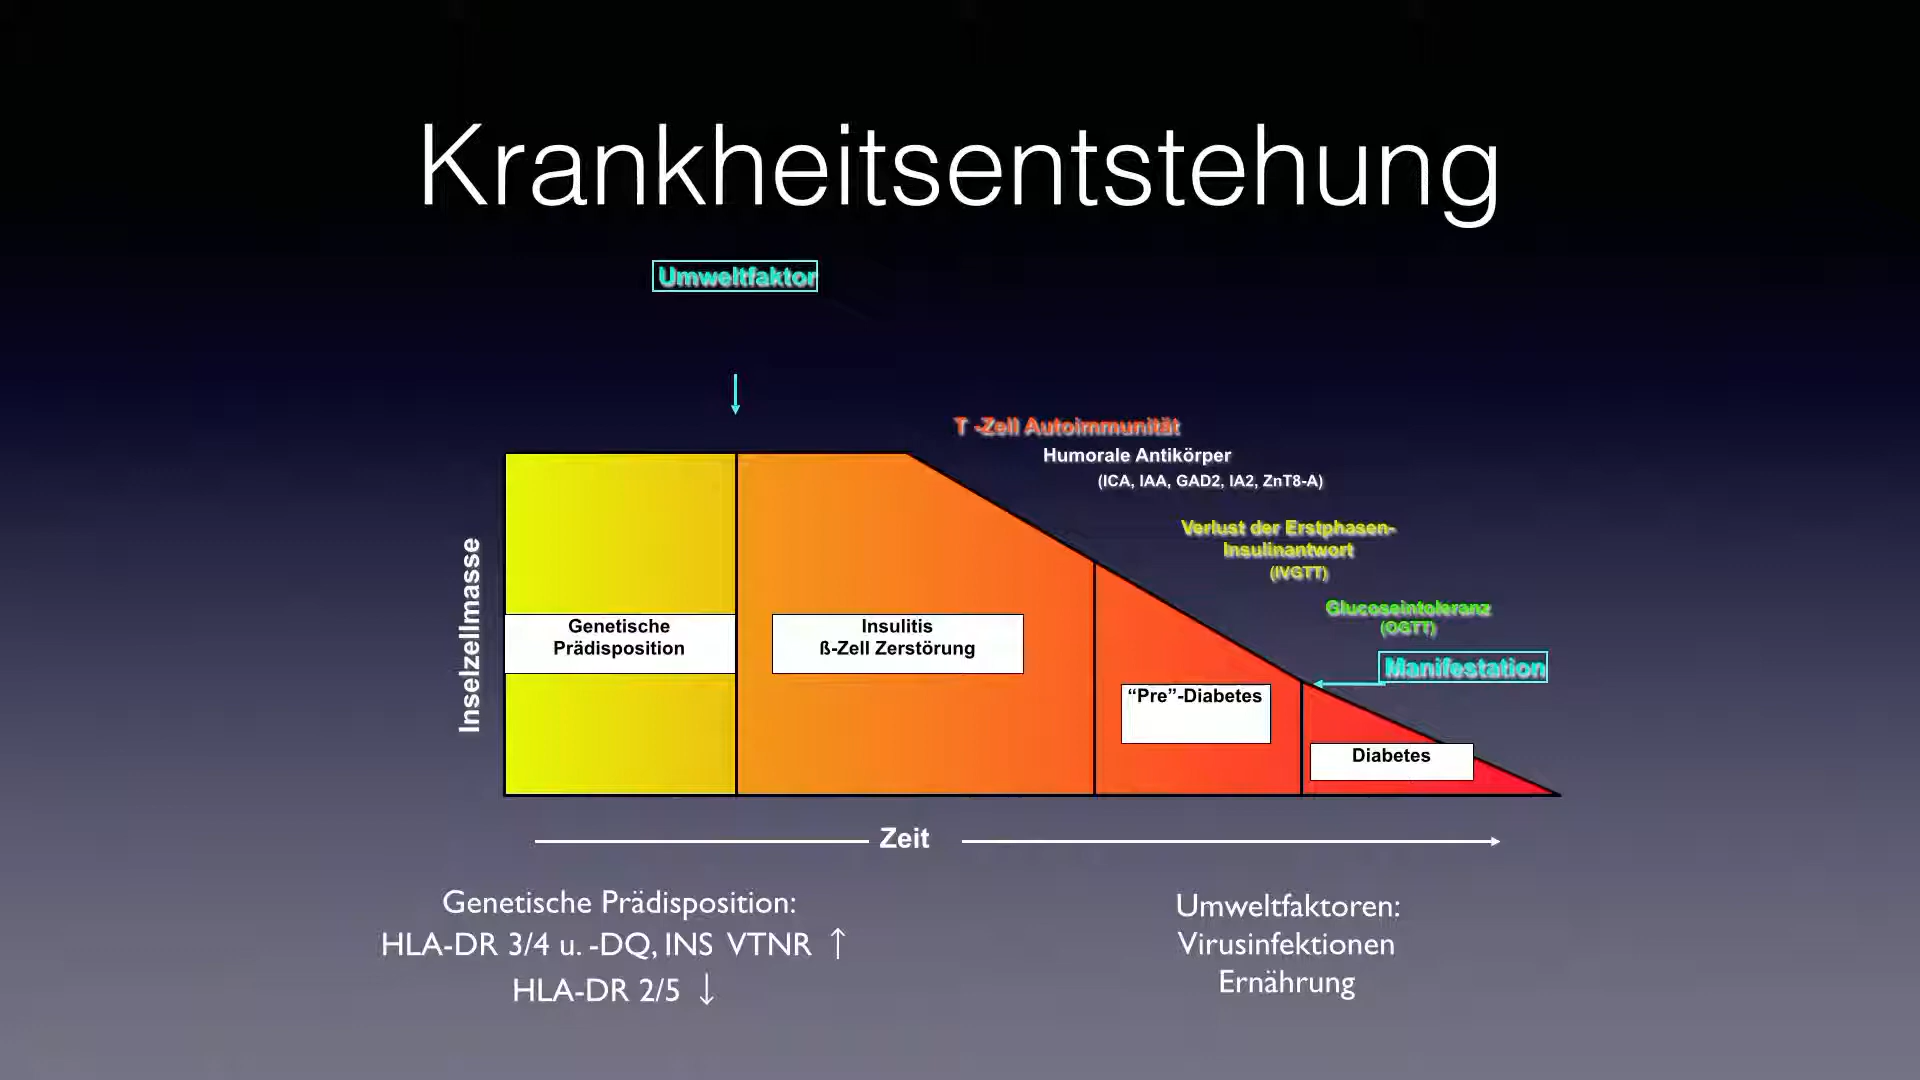 Krankheitsentstehung
Umweltfaktor
T -Zell Autoimmunität
Humorale Antikörper
(ICA, IAA, GAD2, IA2, ZnT8-A)
Verlust der Erstphasen-
Insulinantwort
(IVGTT)
Glucoseintoleranz
(OGTT)
Manifestation
Inselzellmasse
Genetische
Prädisposition
Insulitis
ß-Zell Zerstörung
“Pre”-Diabetes
Diabetes
Zeit
Genetische Prädisposition:
HLA-DR 3/4 u. -DQ, INS VTNR ↑
HLA-DR 2/5 ↓
Umweltfaktoren:
Virusinfektionen
Ernährung